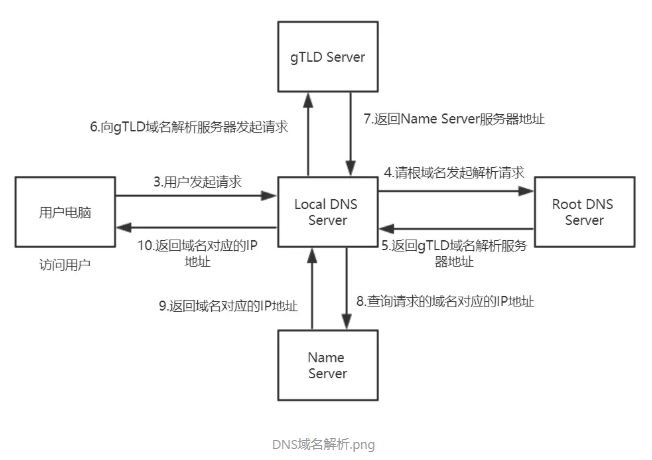 gTLD Server
6.向gTLD域名解析服务器发起请求
7.返回Name Server服务器地址
3.用户发起请求
4.请根域名发起解析请求
用户电脑
Local DNS
Server
Root DNS
Server
10.返回域名对应的IP
地址
5.返回gTLD域名解析服务
器地址
访问用户
9.返回域名对应的IP地址
8.查询请求的域名对应的IP地址
Name
Server
DNS域名解析.png